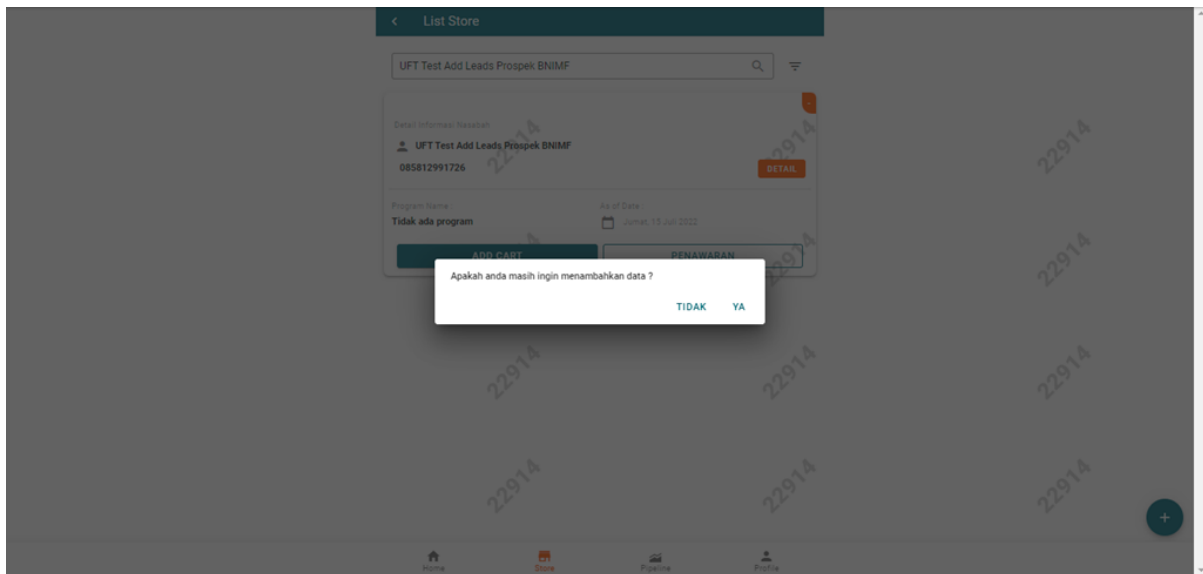 List Store
UFT Test Add Leads Prospek BNIMF
Detail Informasi Nasabah
UFT Test Add Leads Prospek BNIMF
085812991726
DETAIL
Program Name
As of Date
Tidak ada program
Jumat, 15 Juli 2022
ADD CART
PENAWARAN
Apakah anda masih ingin menambahkan data ?
TIDAK YA
22914
22914
22914
22914
22914
22914
22914
22914
22914
22914
22914
22914
Home Store Pipeline Profile